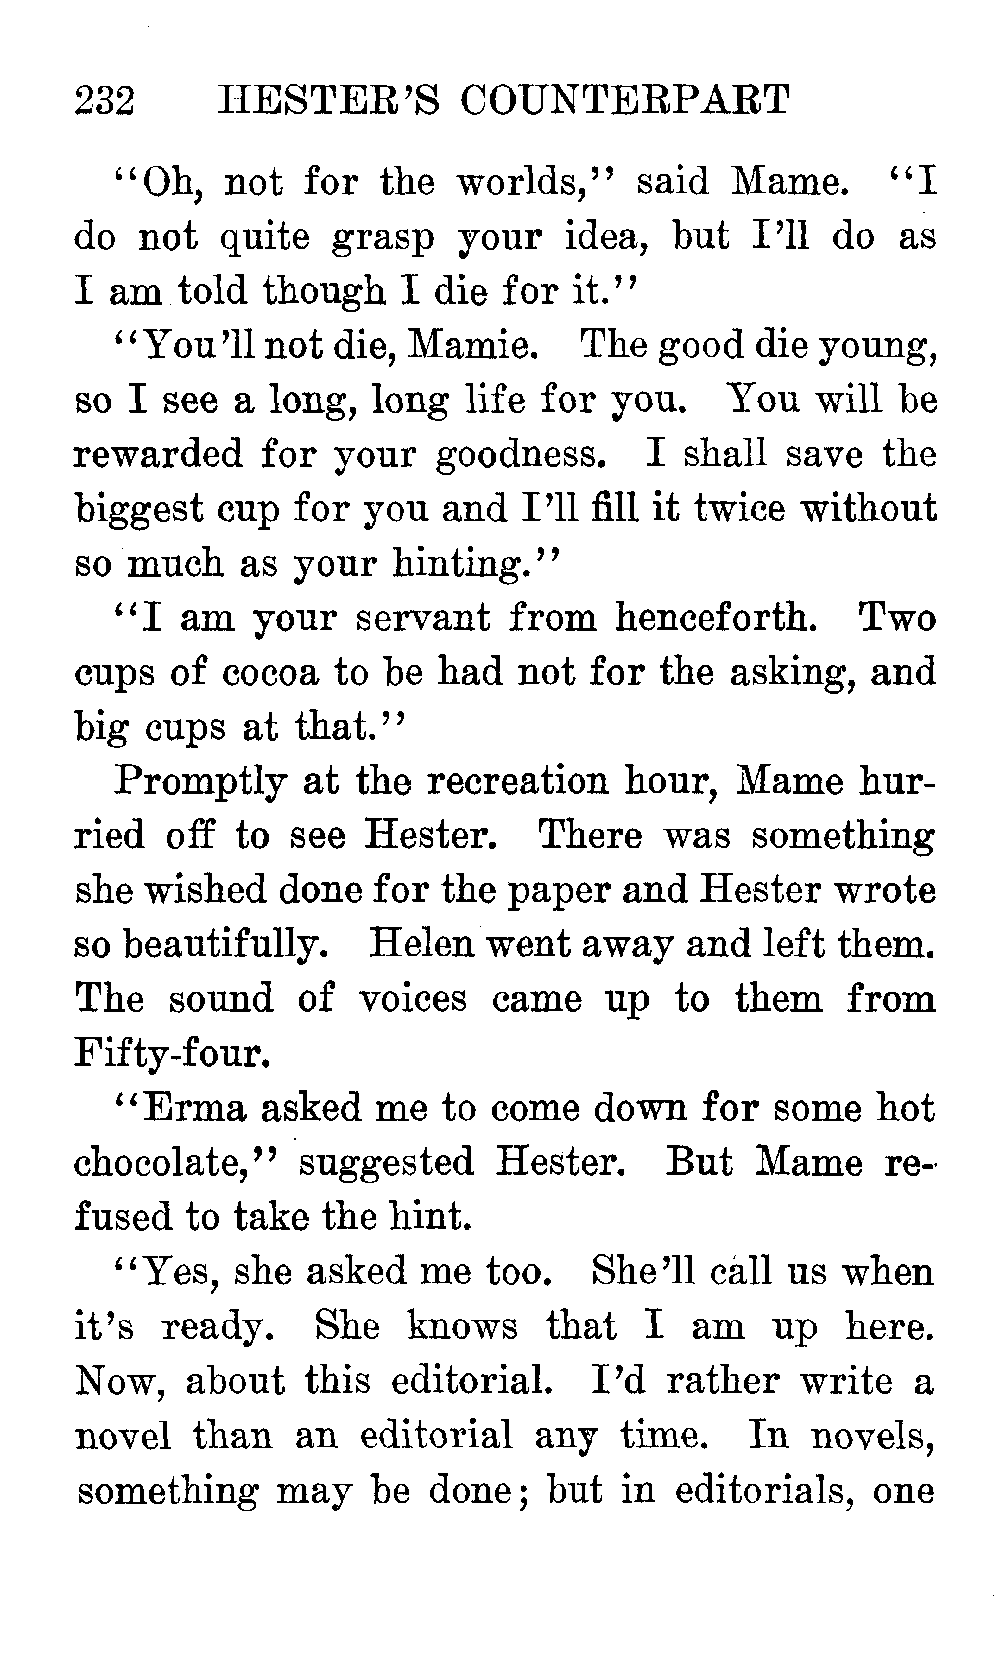 232 HESTER'S COUNTERPART
"Oh, not for the worlds," said Mame. "I
do not quite grasp your idea, but I'll do as
I am told though I die for it."
"You'll not die, Mamie. The good die young,
so I see a long, long life for you. You will be
rewarded for your goodness. I shall save the
biggest cup for you and I'll fill it twice without
so much as your hinting."
"I am your servant from henceforth. Two
cups of cocoa to be had not for the asking, and
big cups at that."
Promptly at the recreation hour, Mame hur-
ried off to see Hester. There was something
she wished done for the paper and Hester wrote
so beautifully. Helen went away and left them.
The sound of voices came up to them from
Fifty-four.
"Erma asked me to come down for some hot
chocolate," suggested Hester. But Mame re-
fused to take the hint.
"Yes, she asked me too. She'll call us when
it's ready. She knows that I am up here.
Now, about this editorial. I'd rather write a
novel than an editorial any time. In novels,
something may be done; but in editorials, one